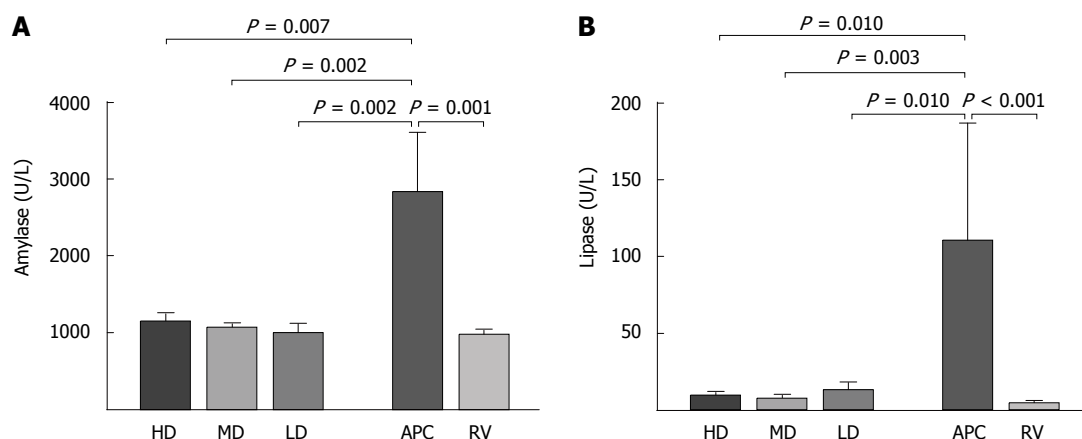 A
P = 0.007
P = 0.002
P = 0.002
P = 0.001
4000
3000
2000
1000
Amylase (U/L)
HD MD LD APC RV
B
P = 0.010
P = 0.003
P = 0.010
P < 0.001
200
150
100
50
Lipase (U/L)
HD MD LD APC RV